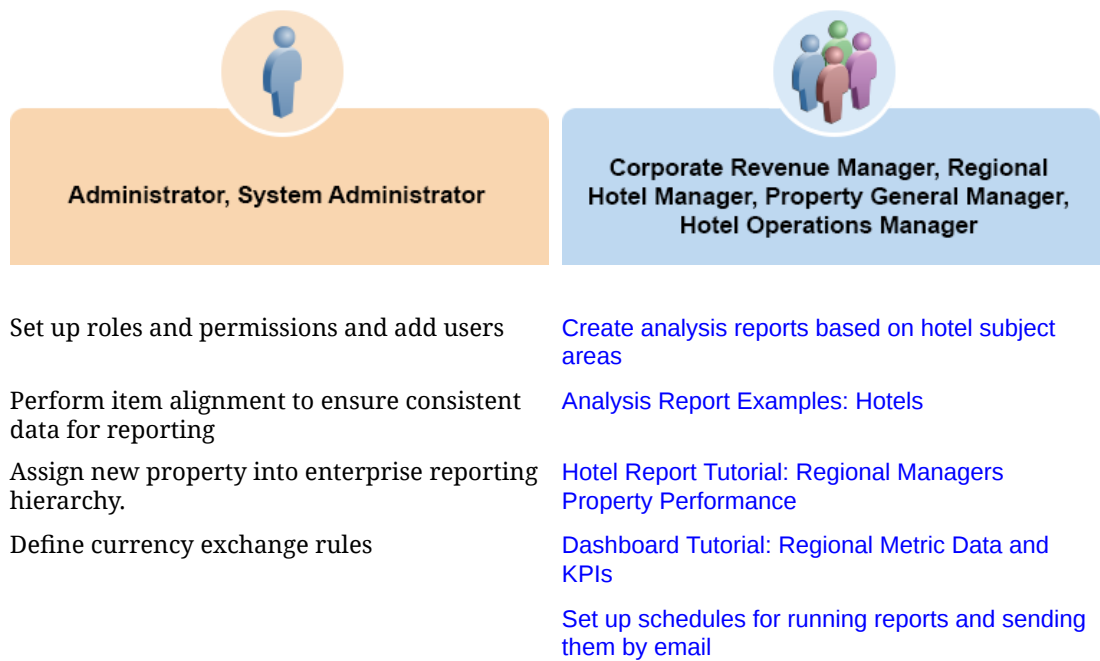 Administrator, System Administrator
Corporate Revenue Manager, Regional
Hotel Manager, Property General Manager,
Hotel Operations Manager
Set up roles and permissions and add users
Create analysis reports based on hotel subject
areas
Perform item alignment to ensure consistent
data for reporting
Analysis Report Examples: Hotels
Assign new property into enterprise reporting
hierarchy.
Hotel Report Tutorial: Regional Managers
Property Performance
Define currency exchange rules
Dashboard Tutorial: Regional Metric Data and
KPIs
Set up schedules for running reports and sending
them by email